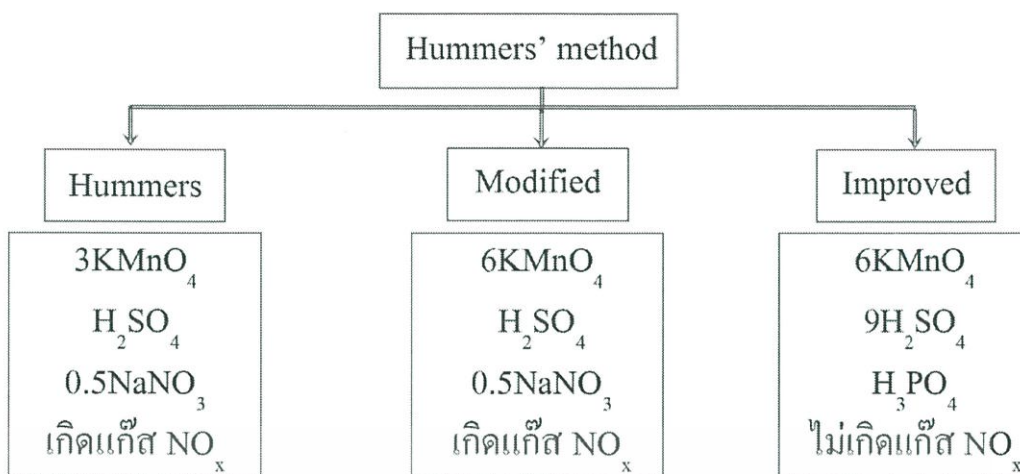 Hummers' method
Hummers
3KMnO₄
H₂SO₄
0.5NaNO₃
เกิดแก๊ส NOₓ
Modified
6KMnO₄
H₂SO₄
0.5NaNO₃
เกิดแก๊ส NOₓ
Improved
6KMnO₄
9H₂SO₄
H₃PO₄
ไม่เกิดแก๊ส NOₓ